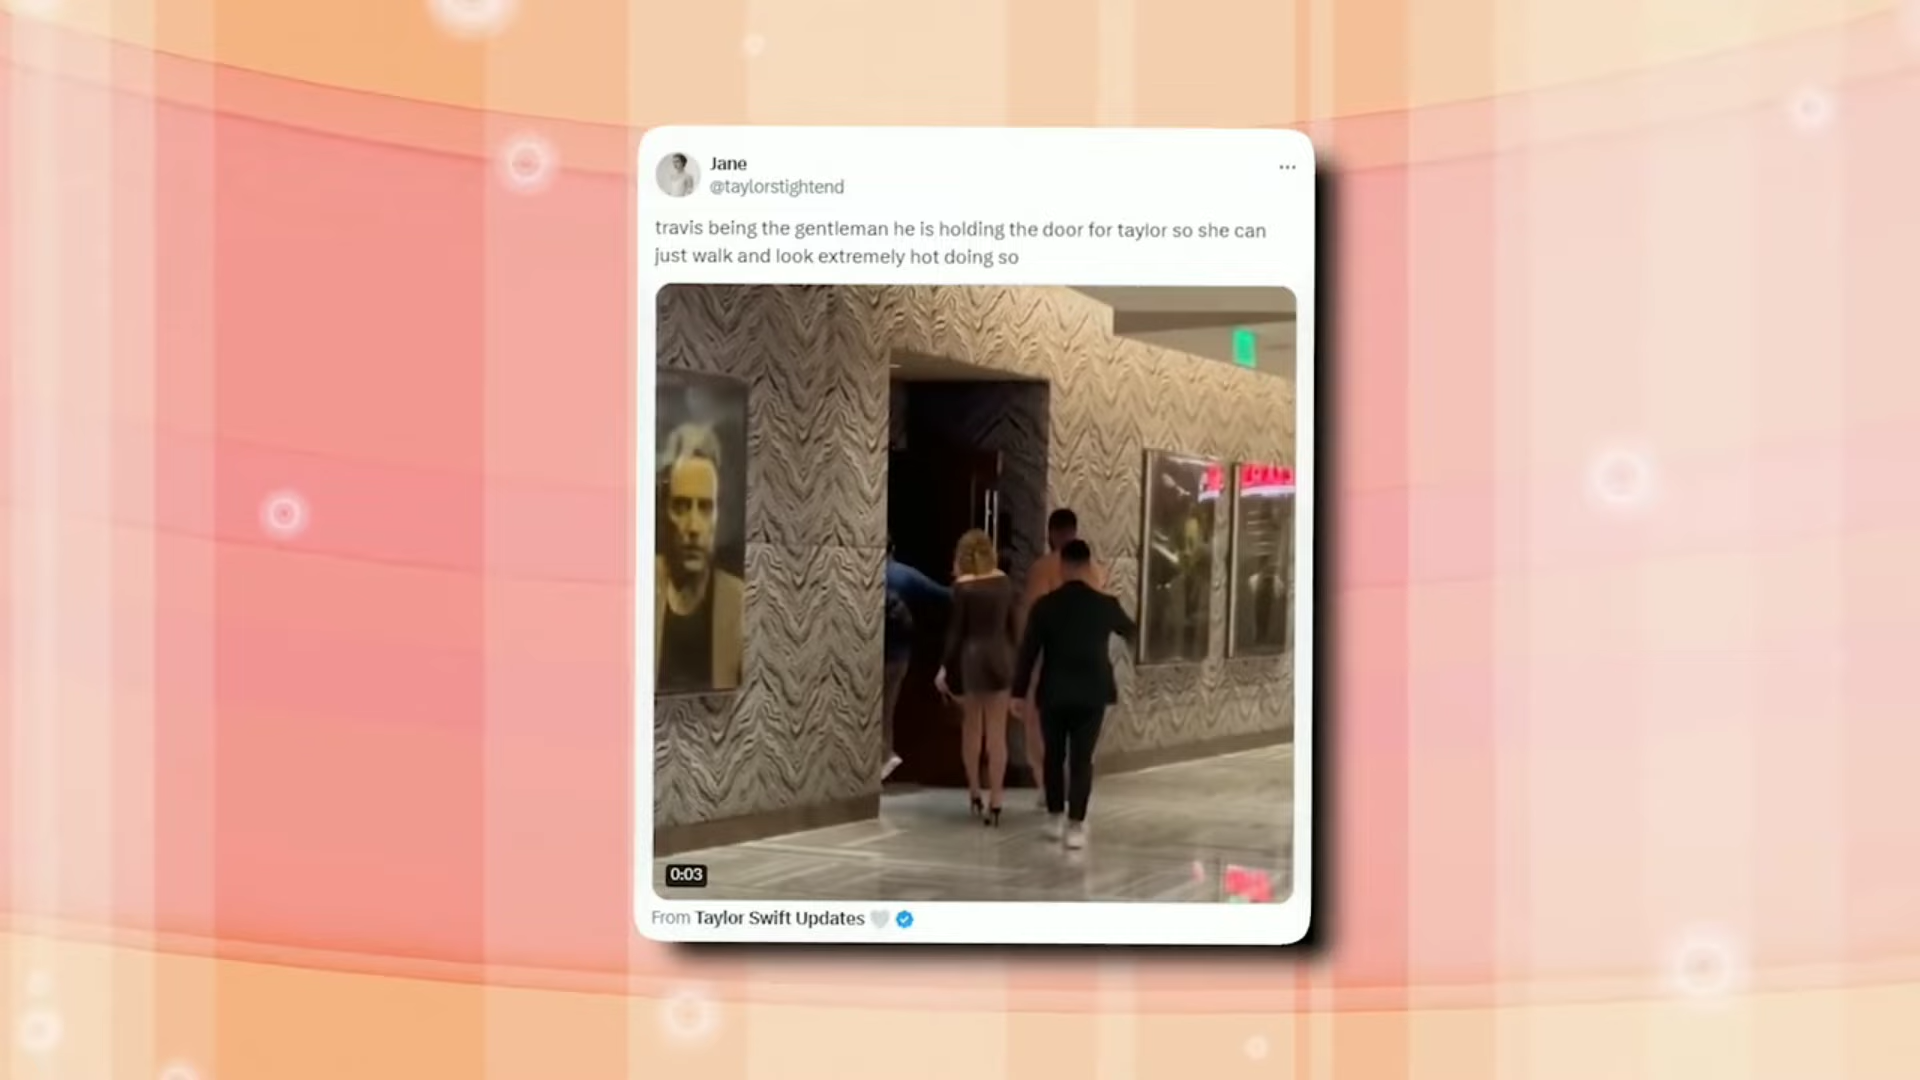 Jane
@taylorstightend
travis being the gentleman he is holding the door for taylor so she can
just walk and look extremely hot doing so
0:03
From Taylor Swift Updates